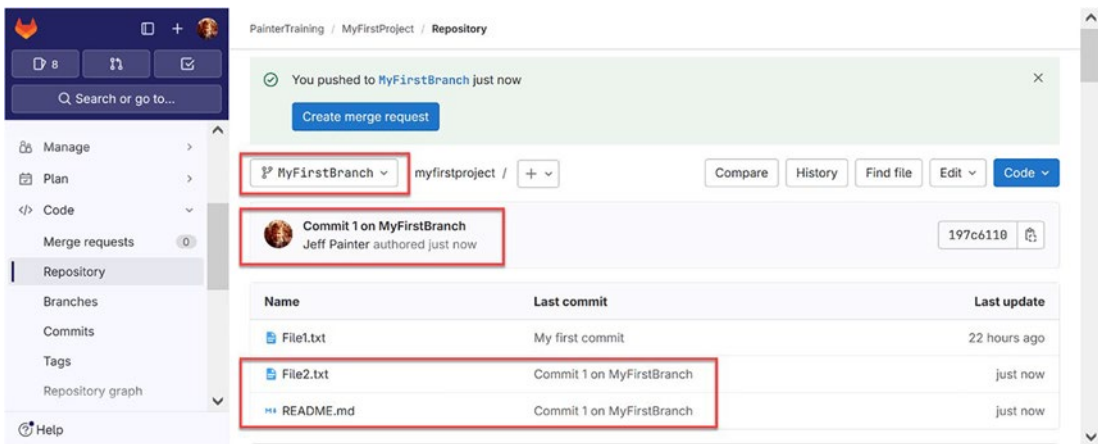 PainterTraining / MyFirstProject / Repository
8
Search or go to...
Manage
Plan
Code
Merge requests 0
Repository
Branches
Commits
Tags
Repository graph
Help
You pushed to MyFirstBranch just now
Create merge request
MyFirstBranch myfirstproject / + Compare History Find file Edit Code
Commit 1 on MyFirstBranch
Jeff Painter authored just now
197c6110
Name Last commit Last update
File1.txt My first commit 22 hours ago
File2.txt Commit 1 on MyFirstBranch just now
README.md Commit 1 on MyFirstBranch just now